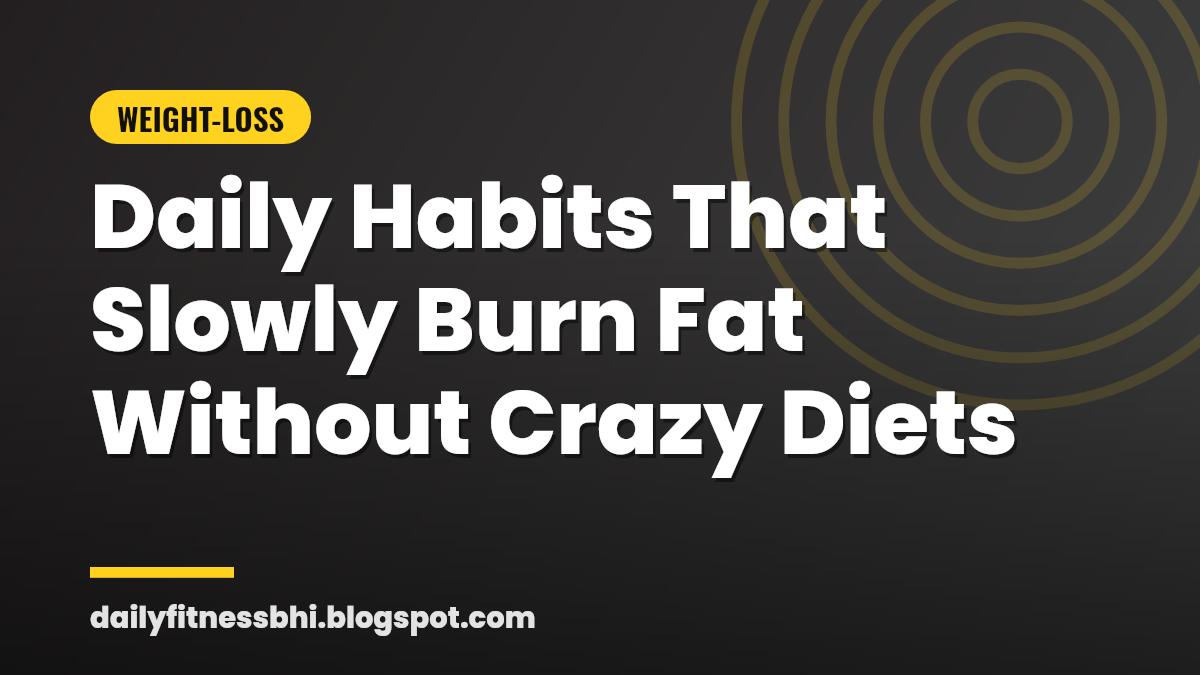 WEIGHT-LOSS
Daily Habits That
Slowly Burn Fat
Without Crazy Diets
dailyfitnessbhi.blogspot.com